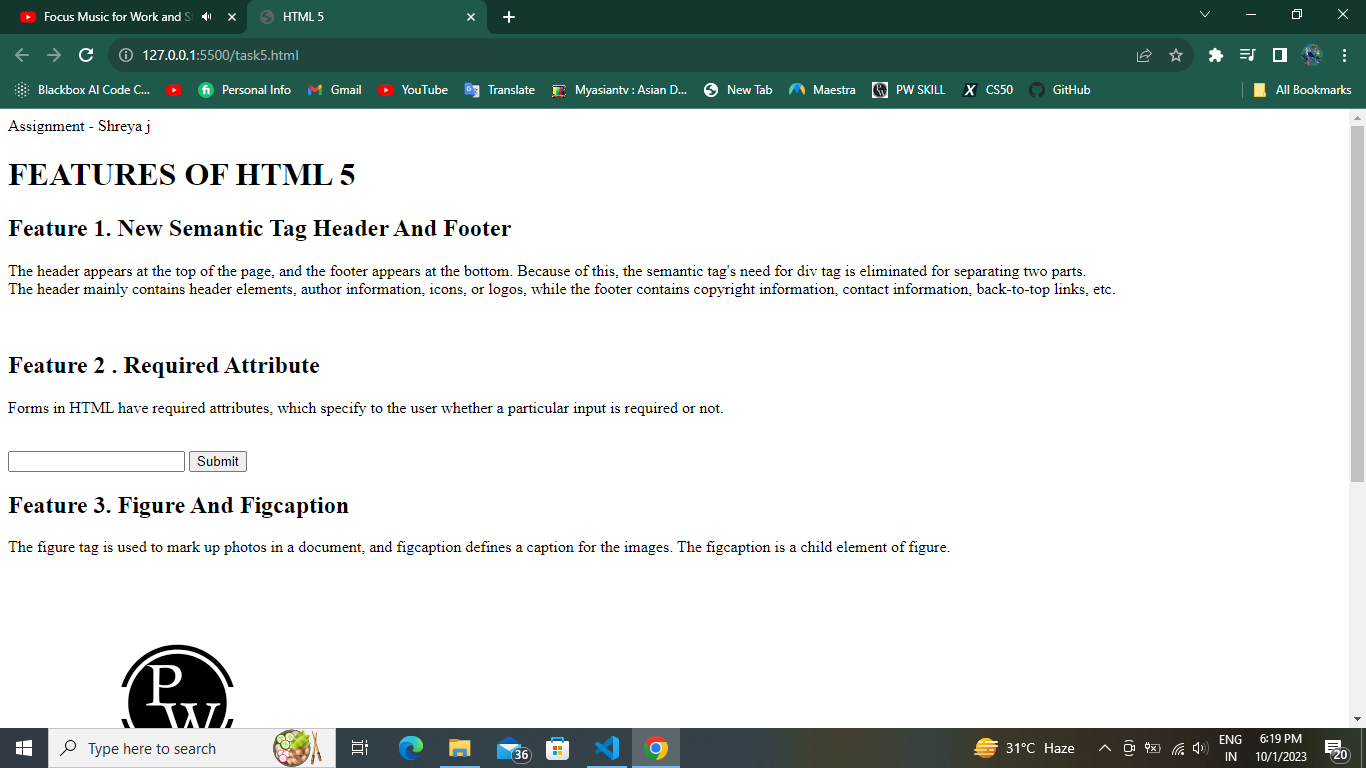 Focus Music for Work and S
HTML 5
127.0.0.1:5500/task5.html
Blackbox AI Code C...
Personal Info
Gmail
YouTube
Translate
Myasiantv : Asian D...
New Tab
Maestra
PW SKILL
CS50
GitHub
All Bookmarks
Assignment - Shreya j
FEATURES OF HTML 5
Feature 1. New Semantic Tag Header And Footer
The header appears at the top of the page, and the footer appears at the bottom. Because of this, the semantic tag's need for div tag is eliminated for separating two parts.
The header mainly contains header elements, author information, icons, or logos, while the footer contains copyright information, contact information, back-to-top links, etc.
Feature 2 . Required Attribute
Forms in HTML have required attributes, which specify to the user whether a particular input is required or not.
Submit
Feature 3. Figure And Figcaption
The figure tag is used to mark up photos in a document, and figcaption defines a caption for the images. The figcaption is a child element of figure.
PW
Type here to search
36
31°C Haze
ENG
IN
6:19 PM
10/1/2023
20